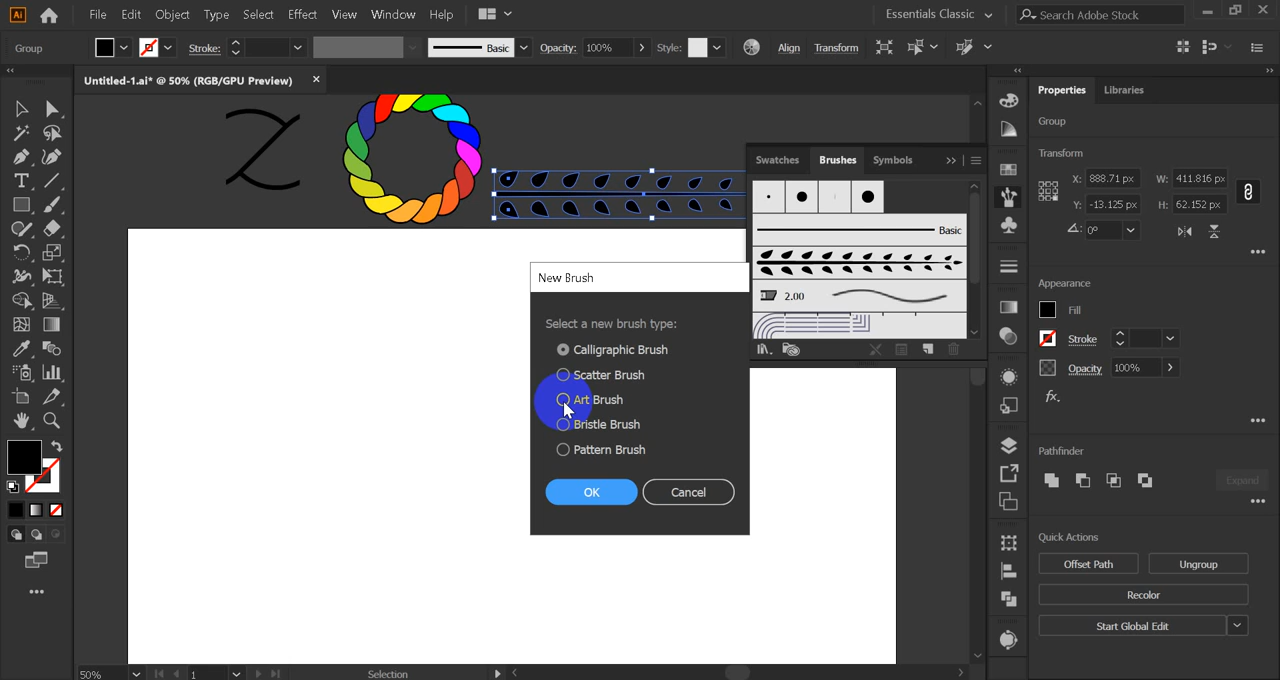 Ai File Edit Object Type Select Effect View Window Help Essentials Classic Search Adobe Stock
Group Stroke: Basic Opacity: 100% Style: Align Transform
Untitled-1.ai* @ 50% (RGB/GPU Preview)
Swatches Brushes Symbols
Basic
2.00
New Brush
Select a new brush type:
Calligraphic Brush
Scatter Brush
Art Brush
Bristle Brush
Pattern Brush
OK Cancel
Properties Libraries
Group
Transform
X: 888.71 px W: 411.816 px
Y: -13.125 px H: 62.152 px
0°
Appearance
Fill
Stroke
Opacity 100%
fx.
Pathfinder
Expand
Quick Actions
Offset Path Ungroup
Recolor
Start Global Edit
50% 1 Selection